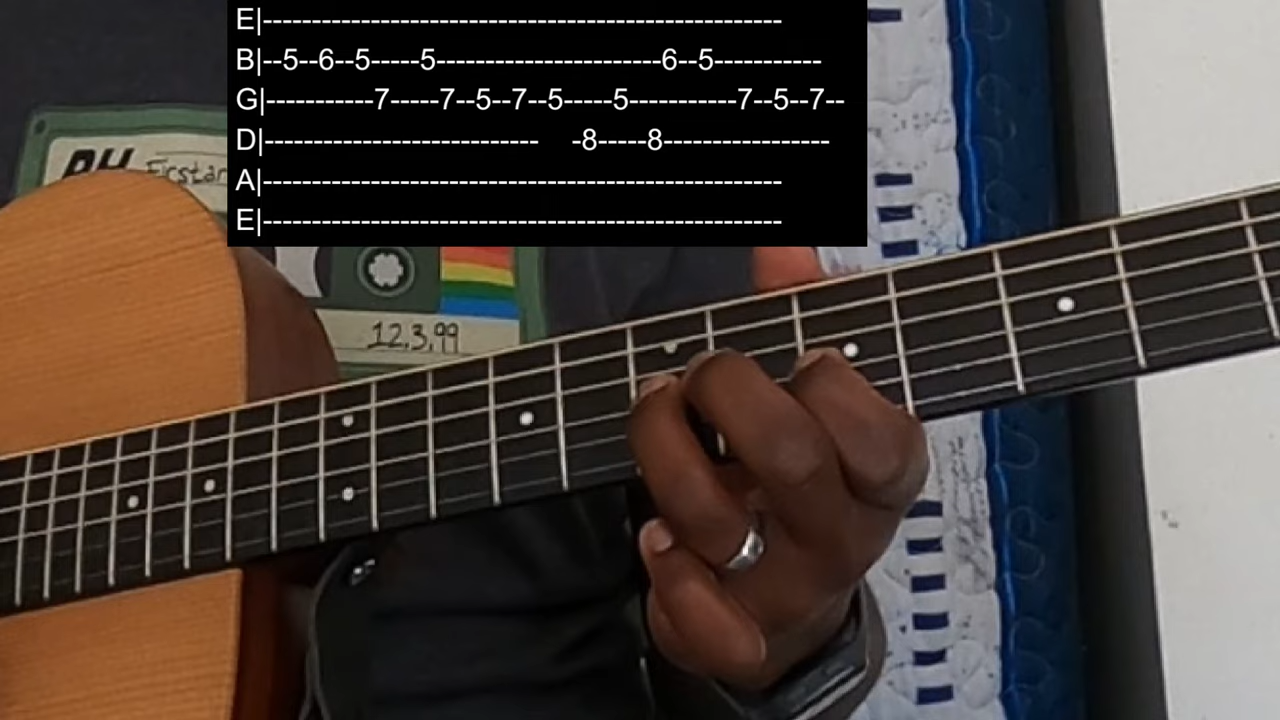 E|------------------------------------------------
B|--5--6--5-----5---------------------6--5-----------
G|-----------7-----7--5--7--5-----5-----------7--5--7--
D|-------------------------- -8-----8----------------
A|------------------------------------------------
E|------------------------------------------------
12.3.99